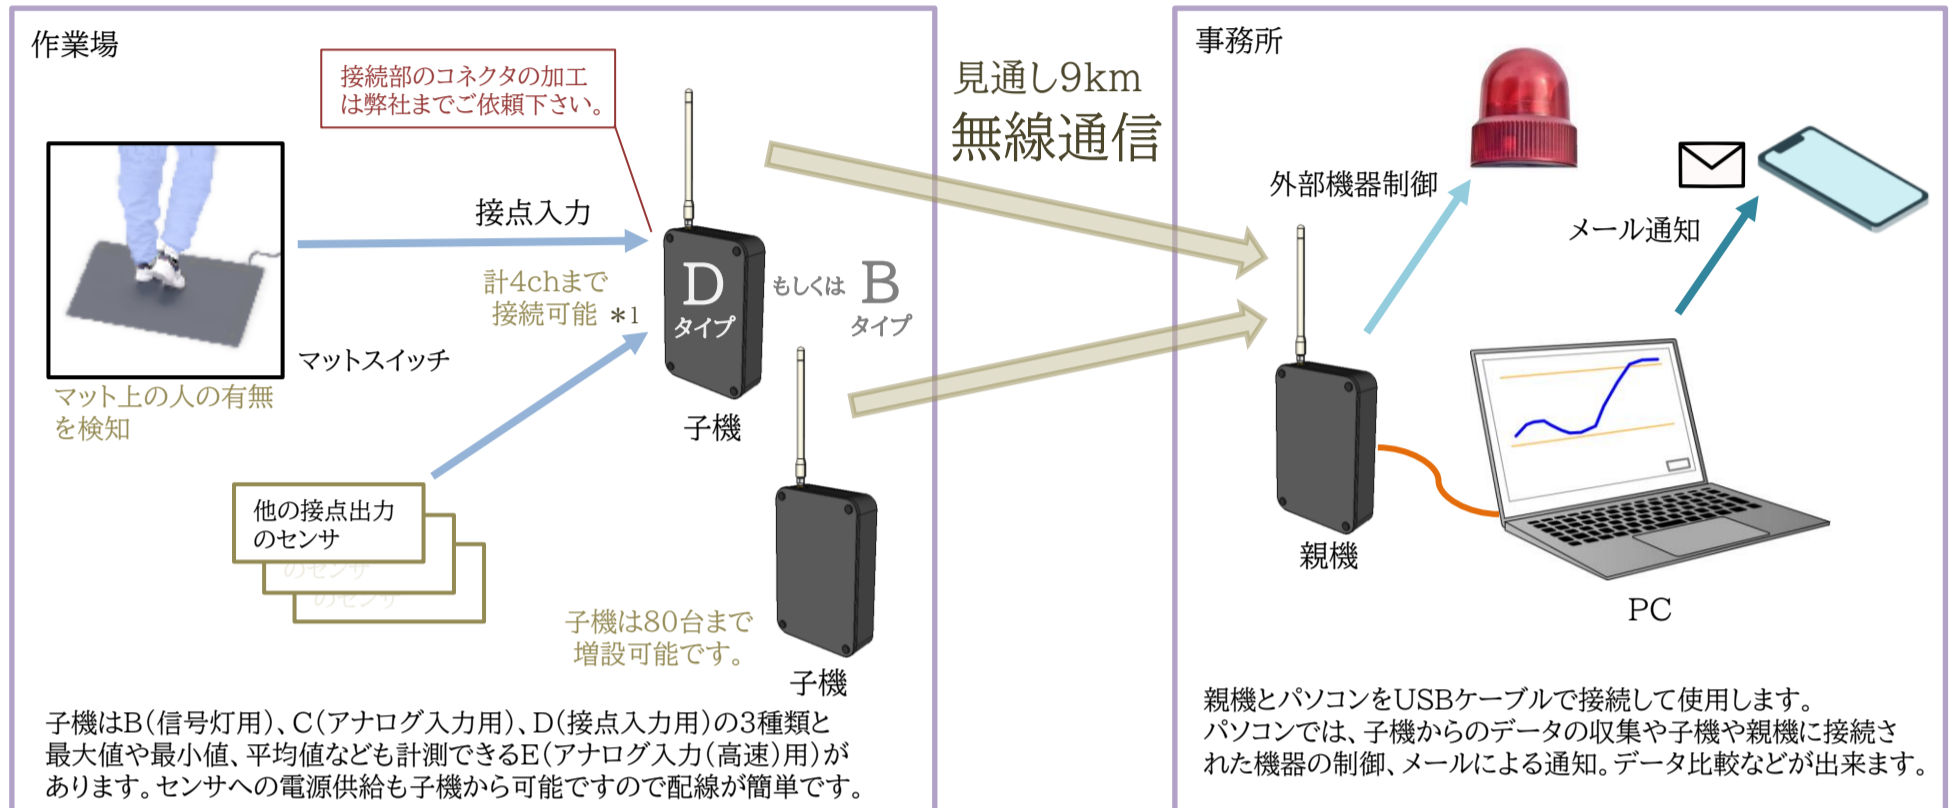 作業場
接続部のコネクタの加工
は弊社までご依頼下さい。
接点入力
計4chまで
接続可能 *1
マットスイッチ
マット上の人の有無
を検知
D
タイプ
もしくは
B
タイプ
子機
他の接点出力
のセンサ
のセンサ
のセンサ
子機は80台まで
増設可能です。
子機
子機はB(信号灯用)、C(アナログ入力用)、D(接点入力用)の3種類と
最大値や最小値、平均値なども計測できるE(アナログ入力(高速)用)が
あります。センサへの電源供給も子機から可能ですので配線が簡単です。
見通し9km
無線通信
事務所
外部機器制御
メール通知
親機
PC
親機とパソコンをUSBケーブルで接続して使用します。
パソコンでは、子機からのデータの収集や子機や親機に接続さ
れた機器の制御、メールによる通知。データ比較などが出来ます。